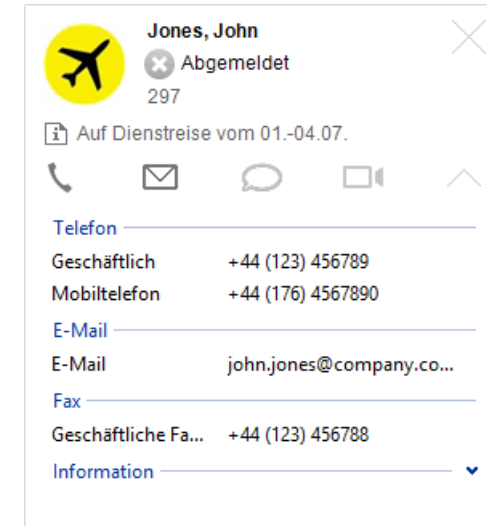 Jones, John
Abgemeldet
297
Auf Dienstreise vom 01.-04.07.
Telefon
Geschäftlich +44 (123) 456789
Mobiltelefon +44 (176) 4567890
E-Mail
E-Mail john.jones@company.co...
Fax
Geschäftliche Fa... +44 (123) 456788
Information